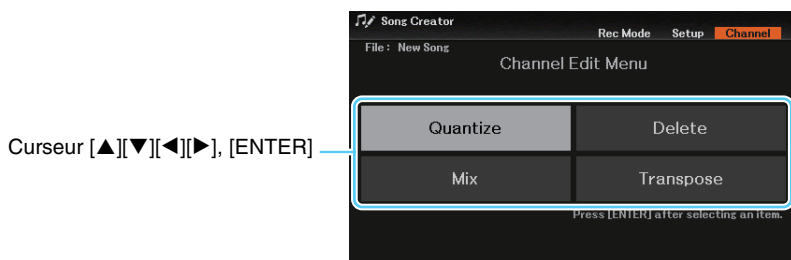 Song Creator
Rec Mode Setup Channel
File : New Song
Channel Edit Menu
Curseur [▲][▼][◀][▶], [ENTER]
Quantize Delete
Mix Transpose
Press [ENTER] after selecting an item.